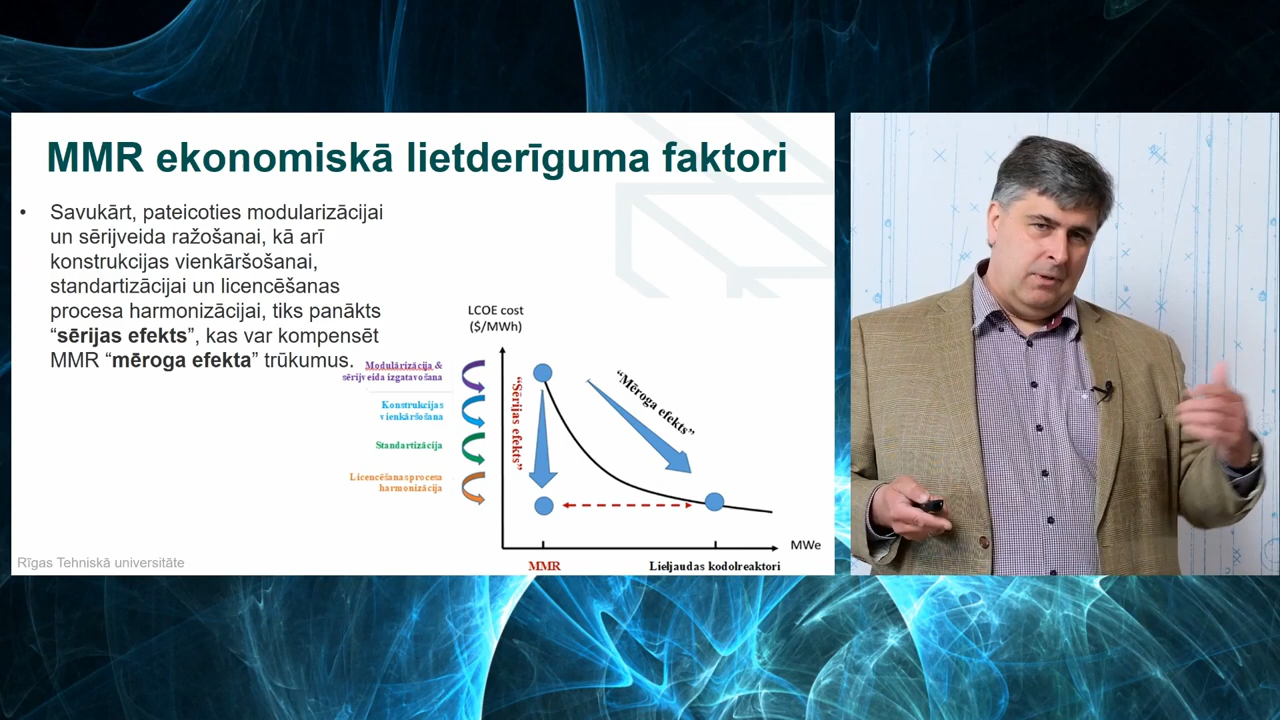 MMR ekonomiskā lietderīguma faktori
• Savukārt, pateicoties modularizācijai
un sērijveida ražošanai, kā arī
konstrukcijas vienkāršošanai,
standartizācijai un licencēšanas
procesa harmonizācijai, tiks panākts
“sērijas efekts”, kas var kompensēt
MMR “mēroga efekta” trūkumus.
LCOE cost
($/MWh)
Modulārizācija &
sērijveida izgatavošana
Konstrukcijas
vienkāršošana
Standartizācija
Licencēšanas procesa
harmonizācija
“Sērijas efekts”
“Mēroga efekts”
MWe
MMR
Lieljaudas kodolreaktori
Rīgas Tehniskā universitāte